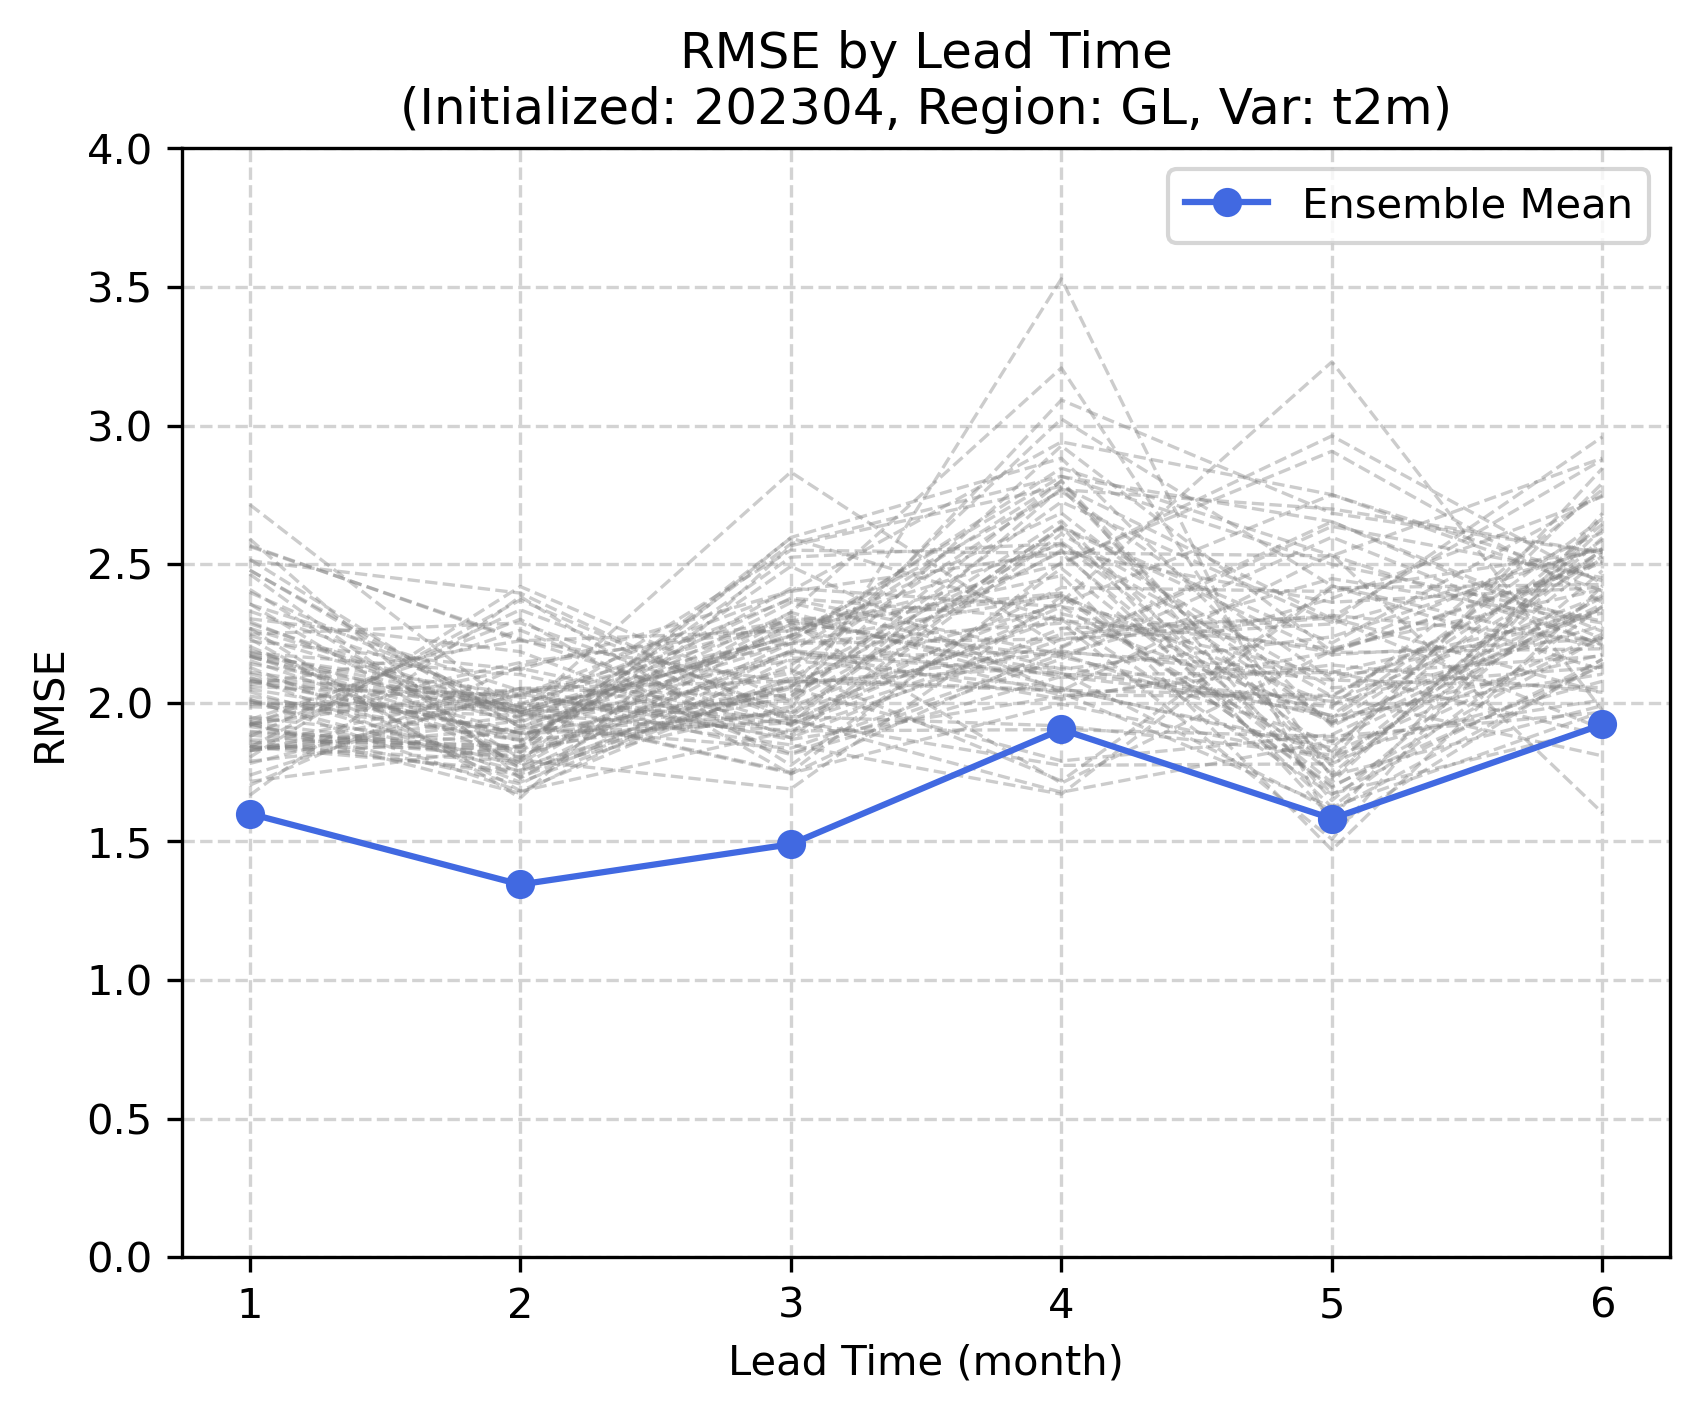 RMSE by Lead Time
(Initialized: 202304, Region: GL, Var: t2m)
Ensemble Mean
RMSE
4.0
3.5
3.0
2.5
2.0
1.5
1.0
0.5
0.0
1 2 3 4 5 6
Lead Time (month)